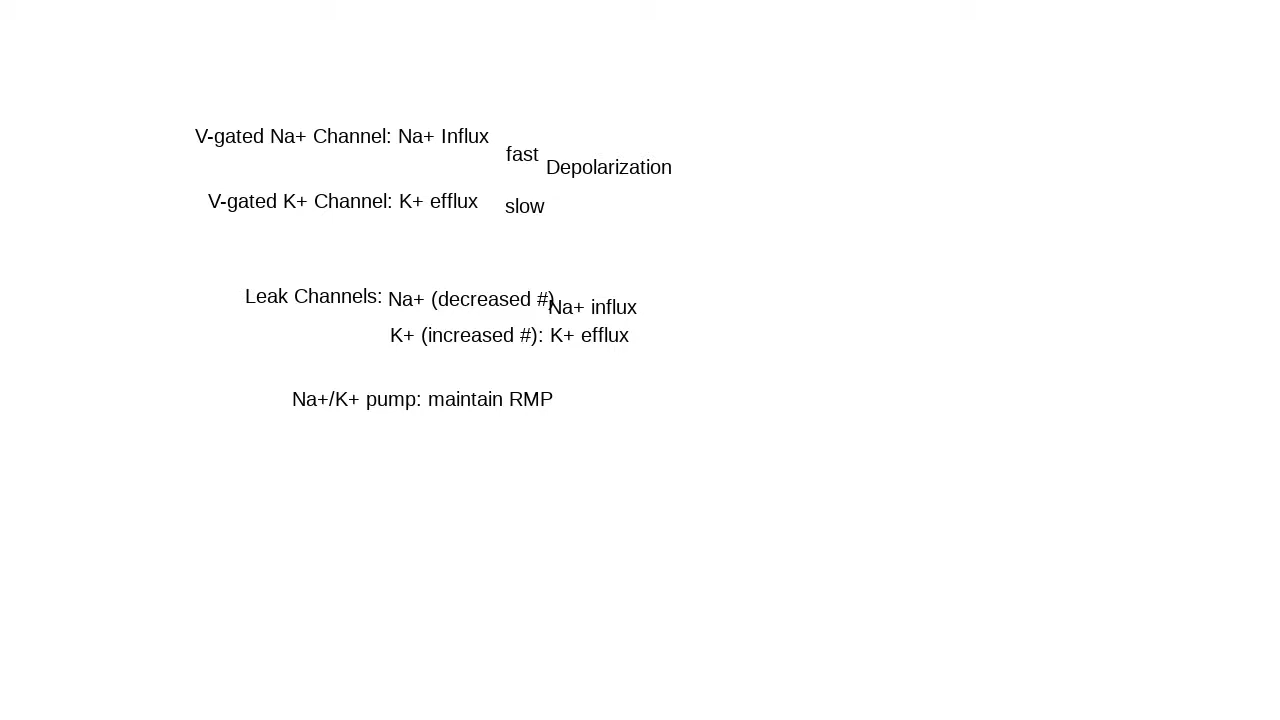 V-gated Na+ Channel: Na+ Influx
fast
Depolarization
V-gated K+ Channel: K+ efflux
slow
Leak Channels: Na+ (decreased #)
Na+ influx
K+ (increased #): K+ efflux
Na+/K+ pump: maintain RMP